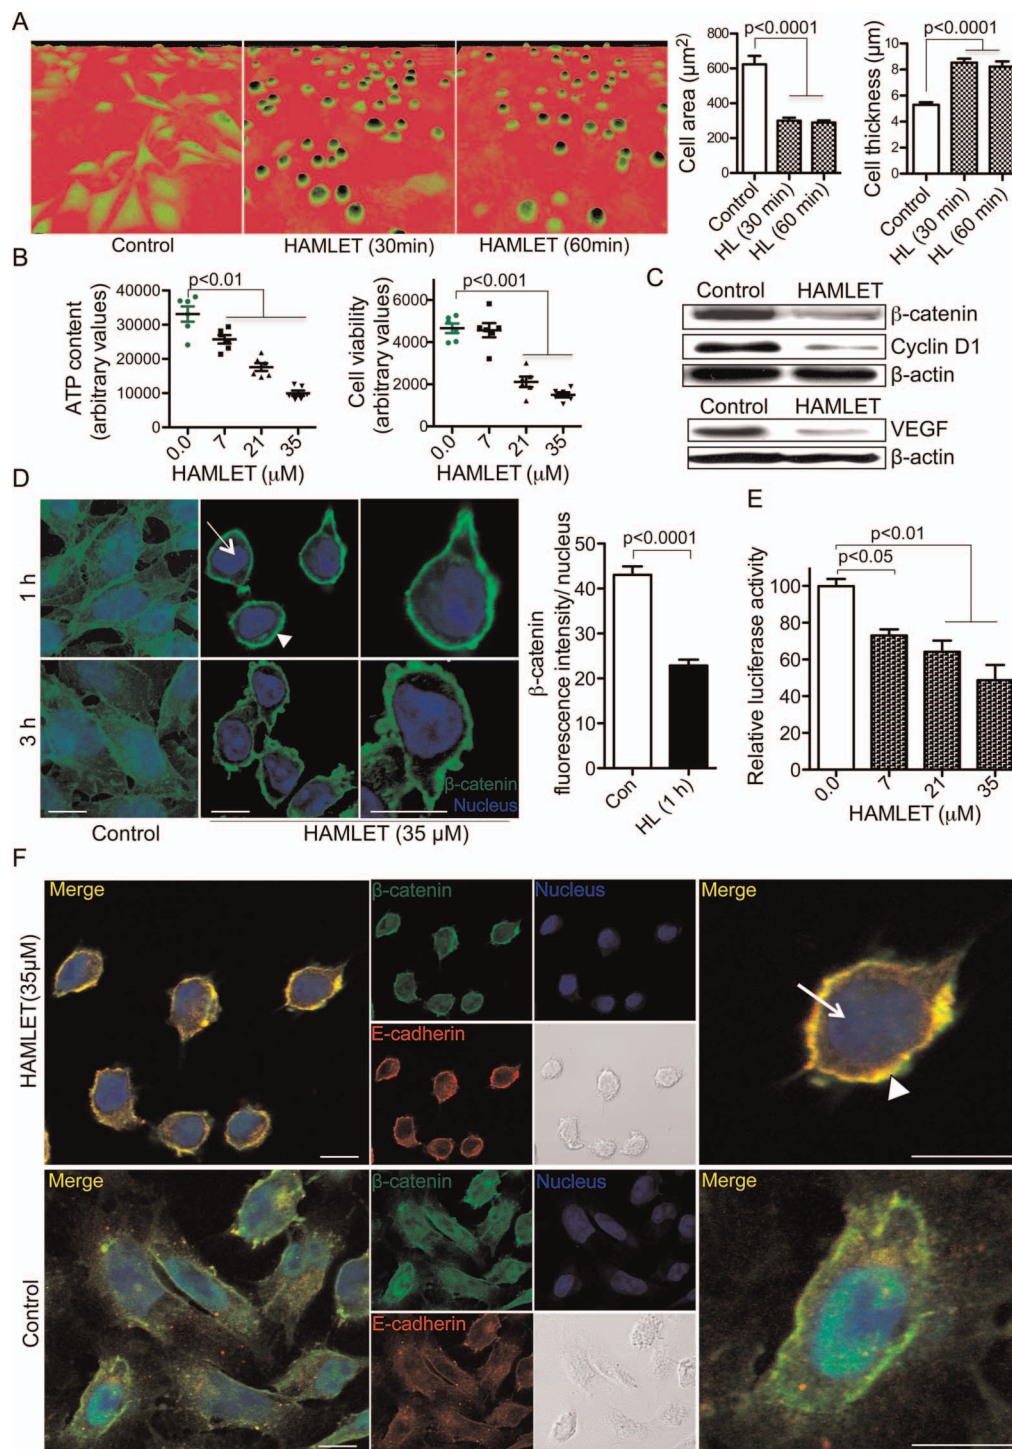 A
Control
HAMLET (30min)
HAMLET (60min)
Cell area (μm²)
p<0.0001
600
400
200
0
Control
HL (30 min)
HL (60 min)
Cell thickness (μm)
p<0.0001
10
8
6
4
2
0
Control
HL (30 min)
HL (60 min)
B
ATP content
(arbitrary values)
p<0.01
40000
30000
20000
10000
0
0.0
7
21
35
HAMLET (μM)
Cell viability
(arbitrary values)
p<0.001
6000
4000
2000
0
0.0
7
21
35
HAMLET (μM)
C
Control
HAMLET
β-catenin
Cyclin D1
β-actin
Control
HAMLET
VEGF
β-actin
D
1 h
3 h
β-catenin
Nucleus
Control
HAMLET (35 μM)
β-catenin
fluorescence intensity/ nucleus
p<0.0001
50
40
30
20
10
0
Con
HL (1 h)
E
Relative luciferase activity
p<0.01
p<0.05
100
80
60
40
20
0
0.0
7
21
35
HAMLET (μM)
F
HAMLET(35μM)
Merge
β-catenin
Nucleus
Merge
E-cadherin
Control
Merge
β-catenin
Nucleus
Merge
E-cadherin